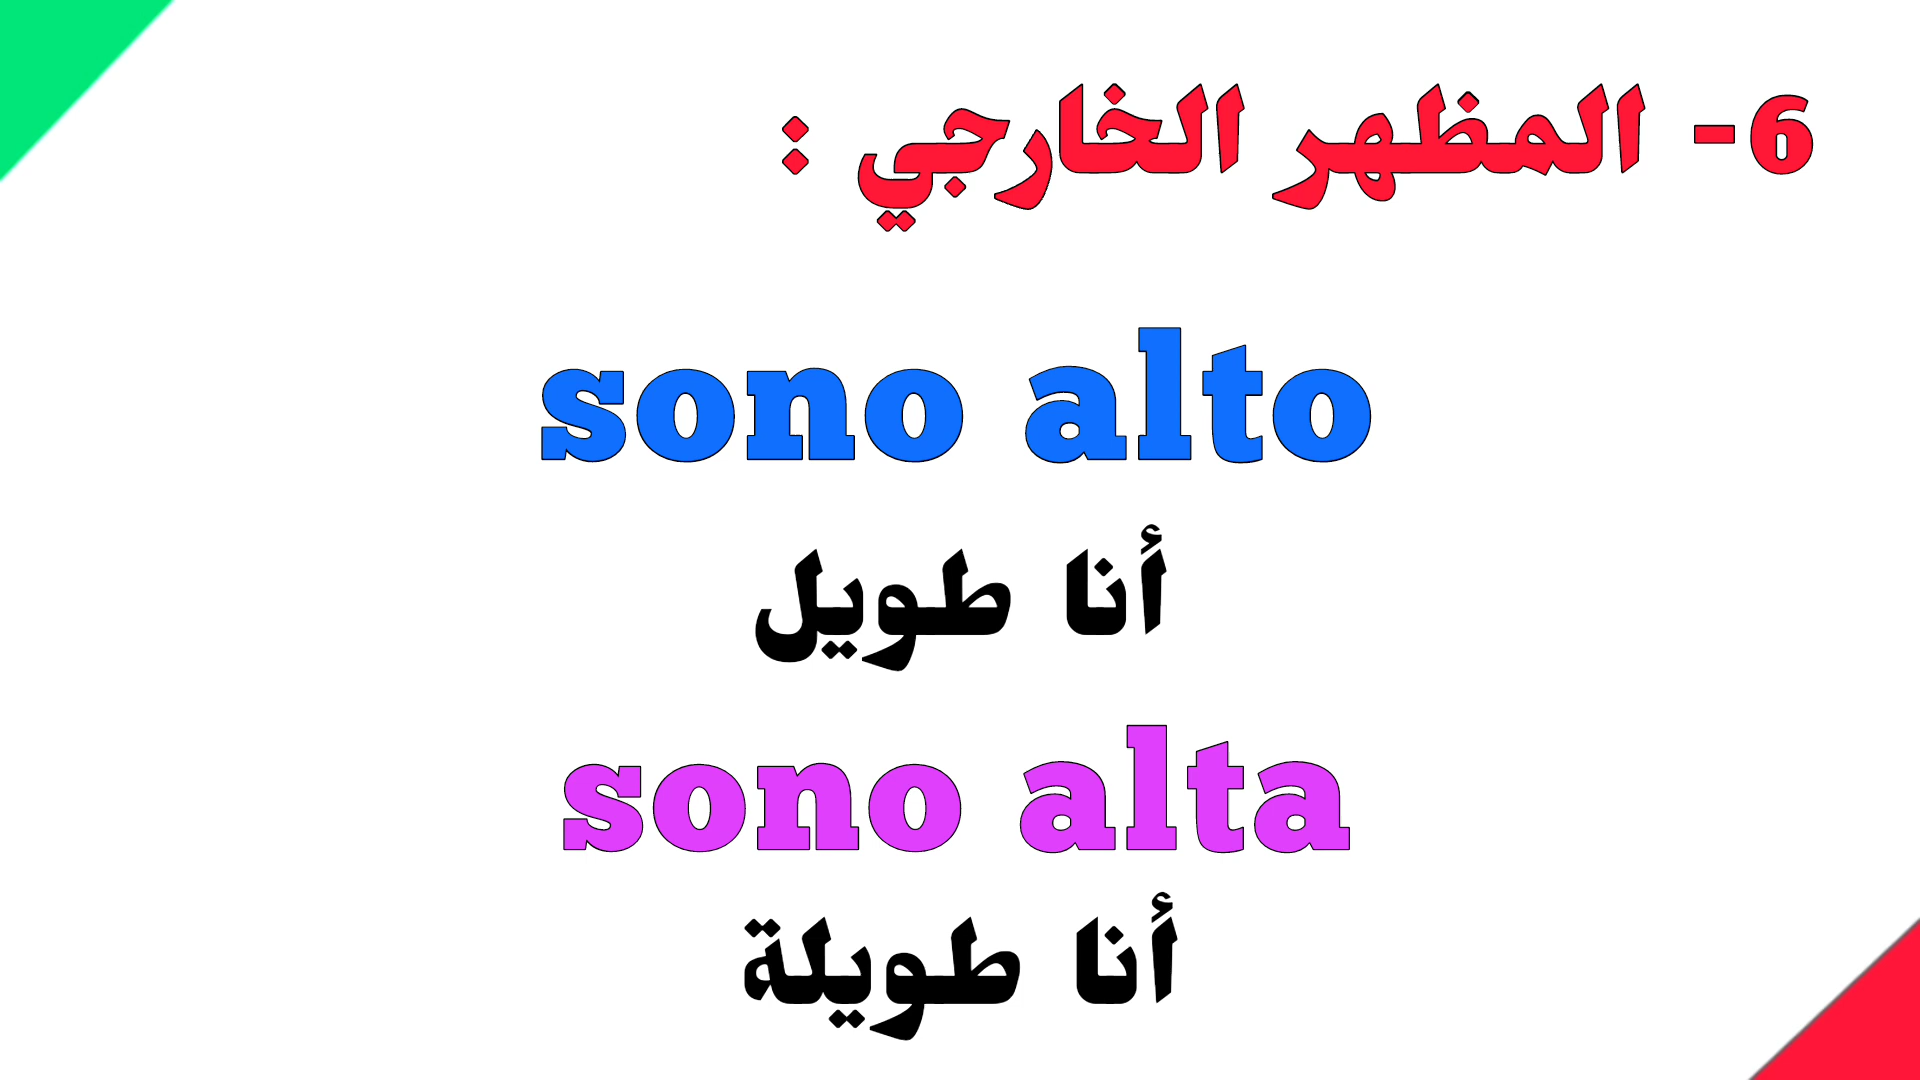 6- المظهر الخارجي :
sono alto
أنا طويل
sono alta
أنا طويلة